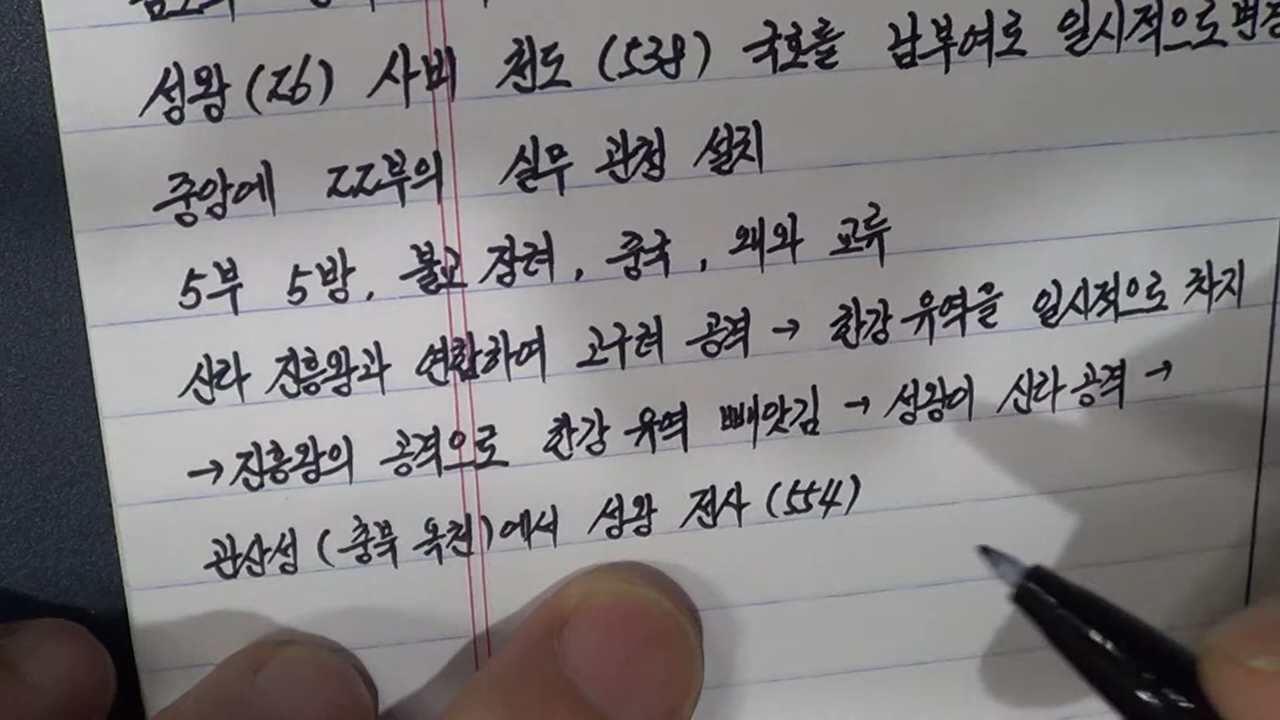 성왕(26) 사비 천도 (538) 국호를 남부여로 일시적으로 변경
중앙에 22부의 실무 관청 설치
5부 5방, 불교 장려, 중국, 왜와 교류
신라 진흥왕과 연합하여 고구려 공격 → 한강 유역을 일시적으로 차지
→ 진흥왕의 공격으로 한강 유역 빼앗김 → 성왕이 신라 공격 →
관산성 (충북 옥천)에서 성왕 전사 (554)